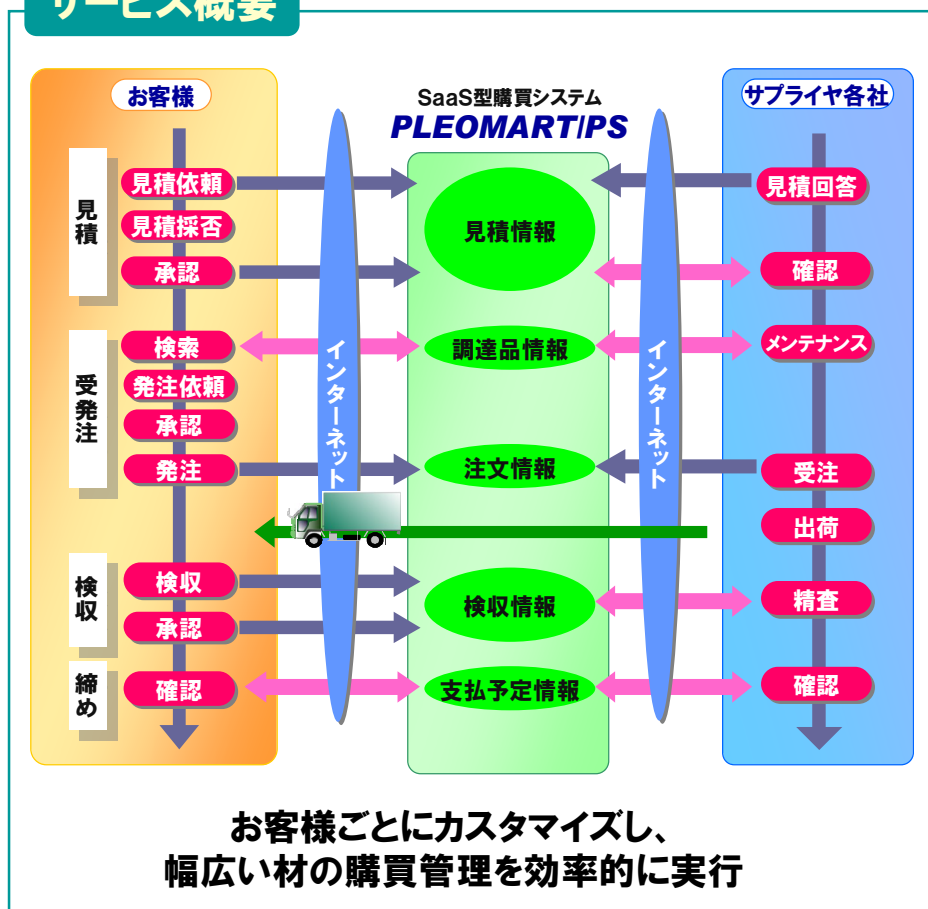 サービス概要
お客様
SaaS型購買システム
PLEOMART/PS
サプライヤ各社
見積
見積依頼
見積採否
承認
見積情報
見積回答
確認
受発注
検索
発注依頼
承認
発注
インターネット
調達品情報
注文情報
インターネット
メンテナンス
受注
出荷
検収
検収
承認
検収情報
精査
締め
確認
支払予定情報
確認
お客様ごとにカスタマイズし、
幅広い材の購買管理を効率的に実行